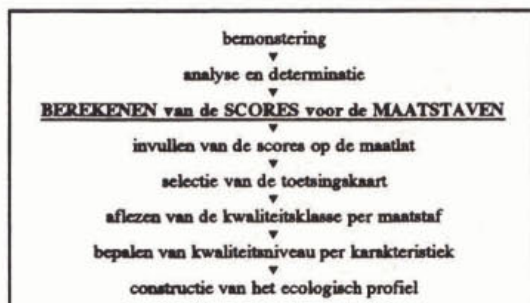 bemonstering
analyse en determinatie
BEREKENEN van de SCORES voor de MAATSTAVEN
invullen van de scores op de maatlat
selectie van de toetsingskaart
aflezen van de kwaliteitsklasse per maatstaf
bepalen van kwaliteitsniveau per karakteristiek
constructie van het ecologisch profiel